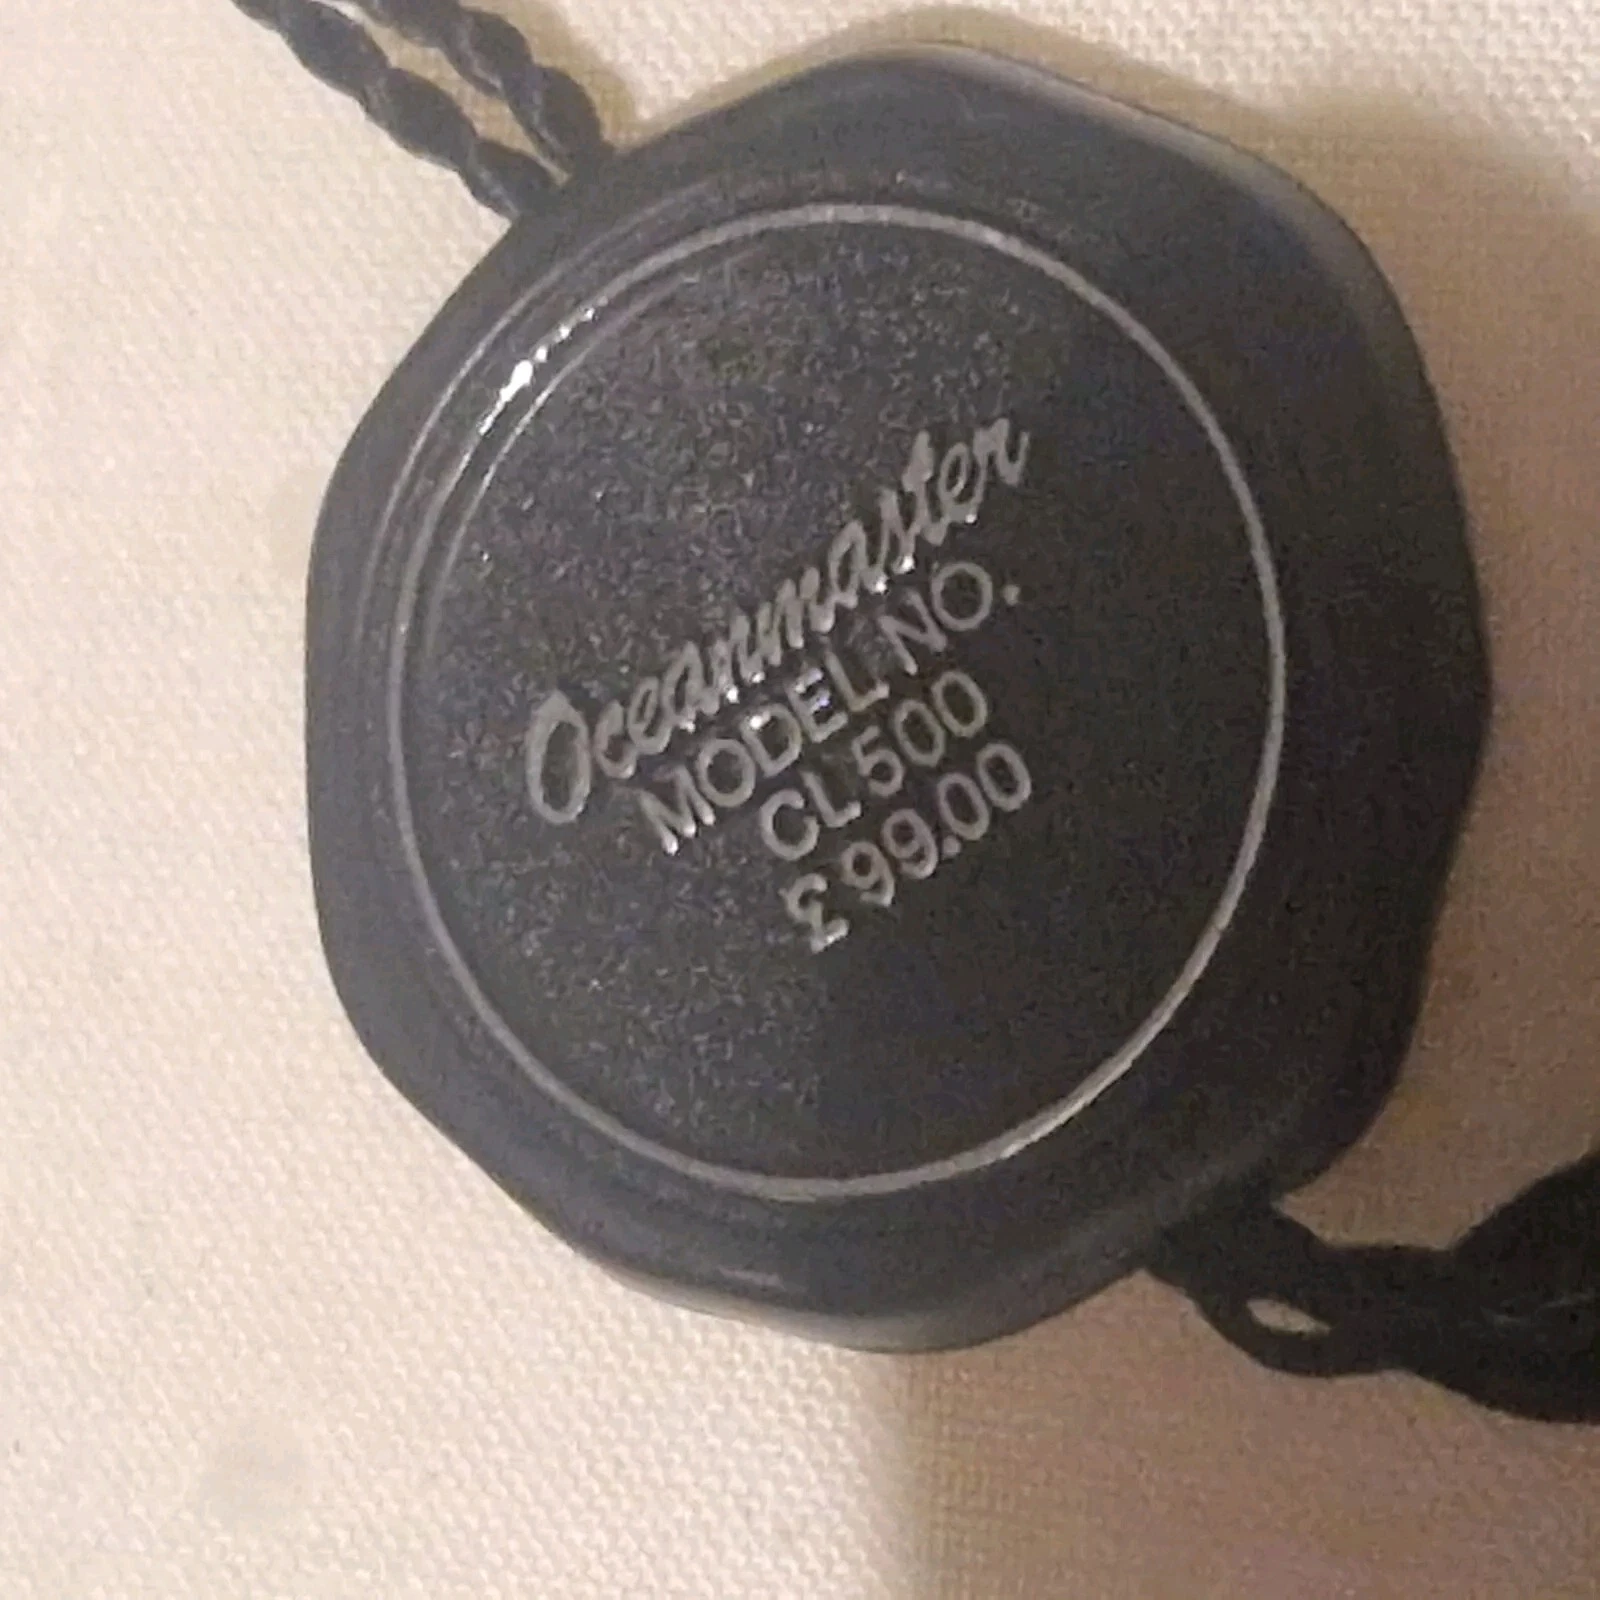 Oceanmaster
MODEL NO.
CL500
£99.00